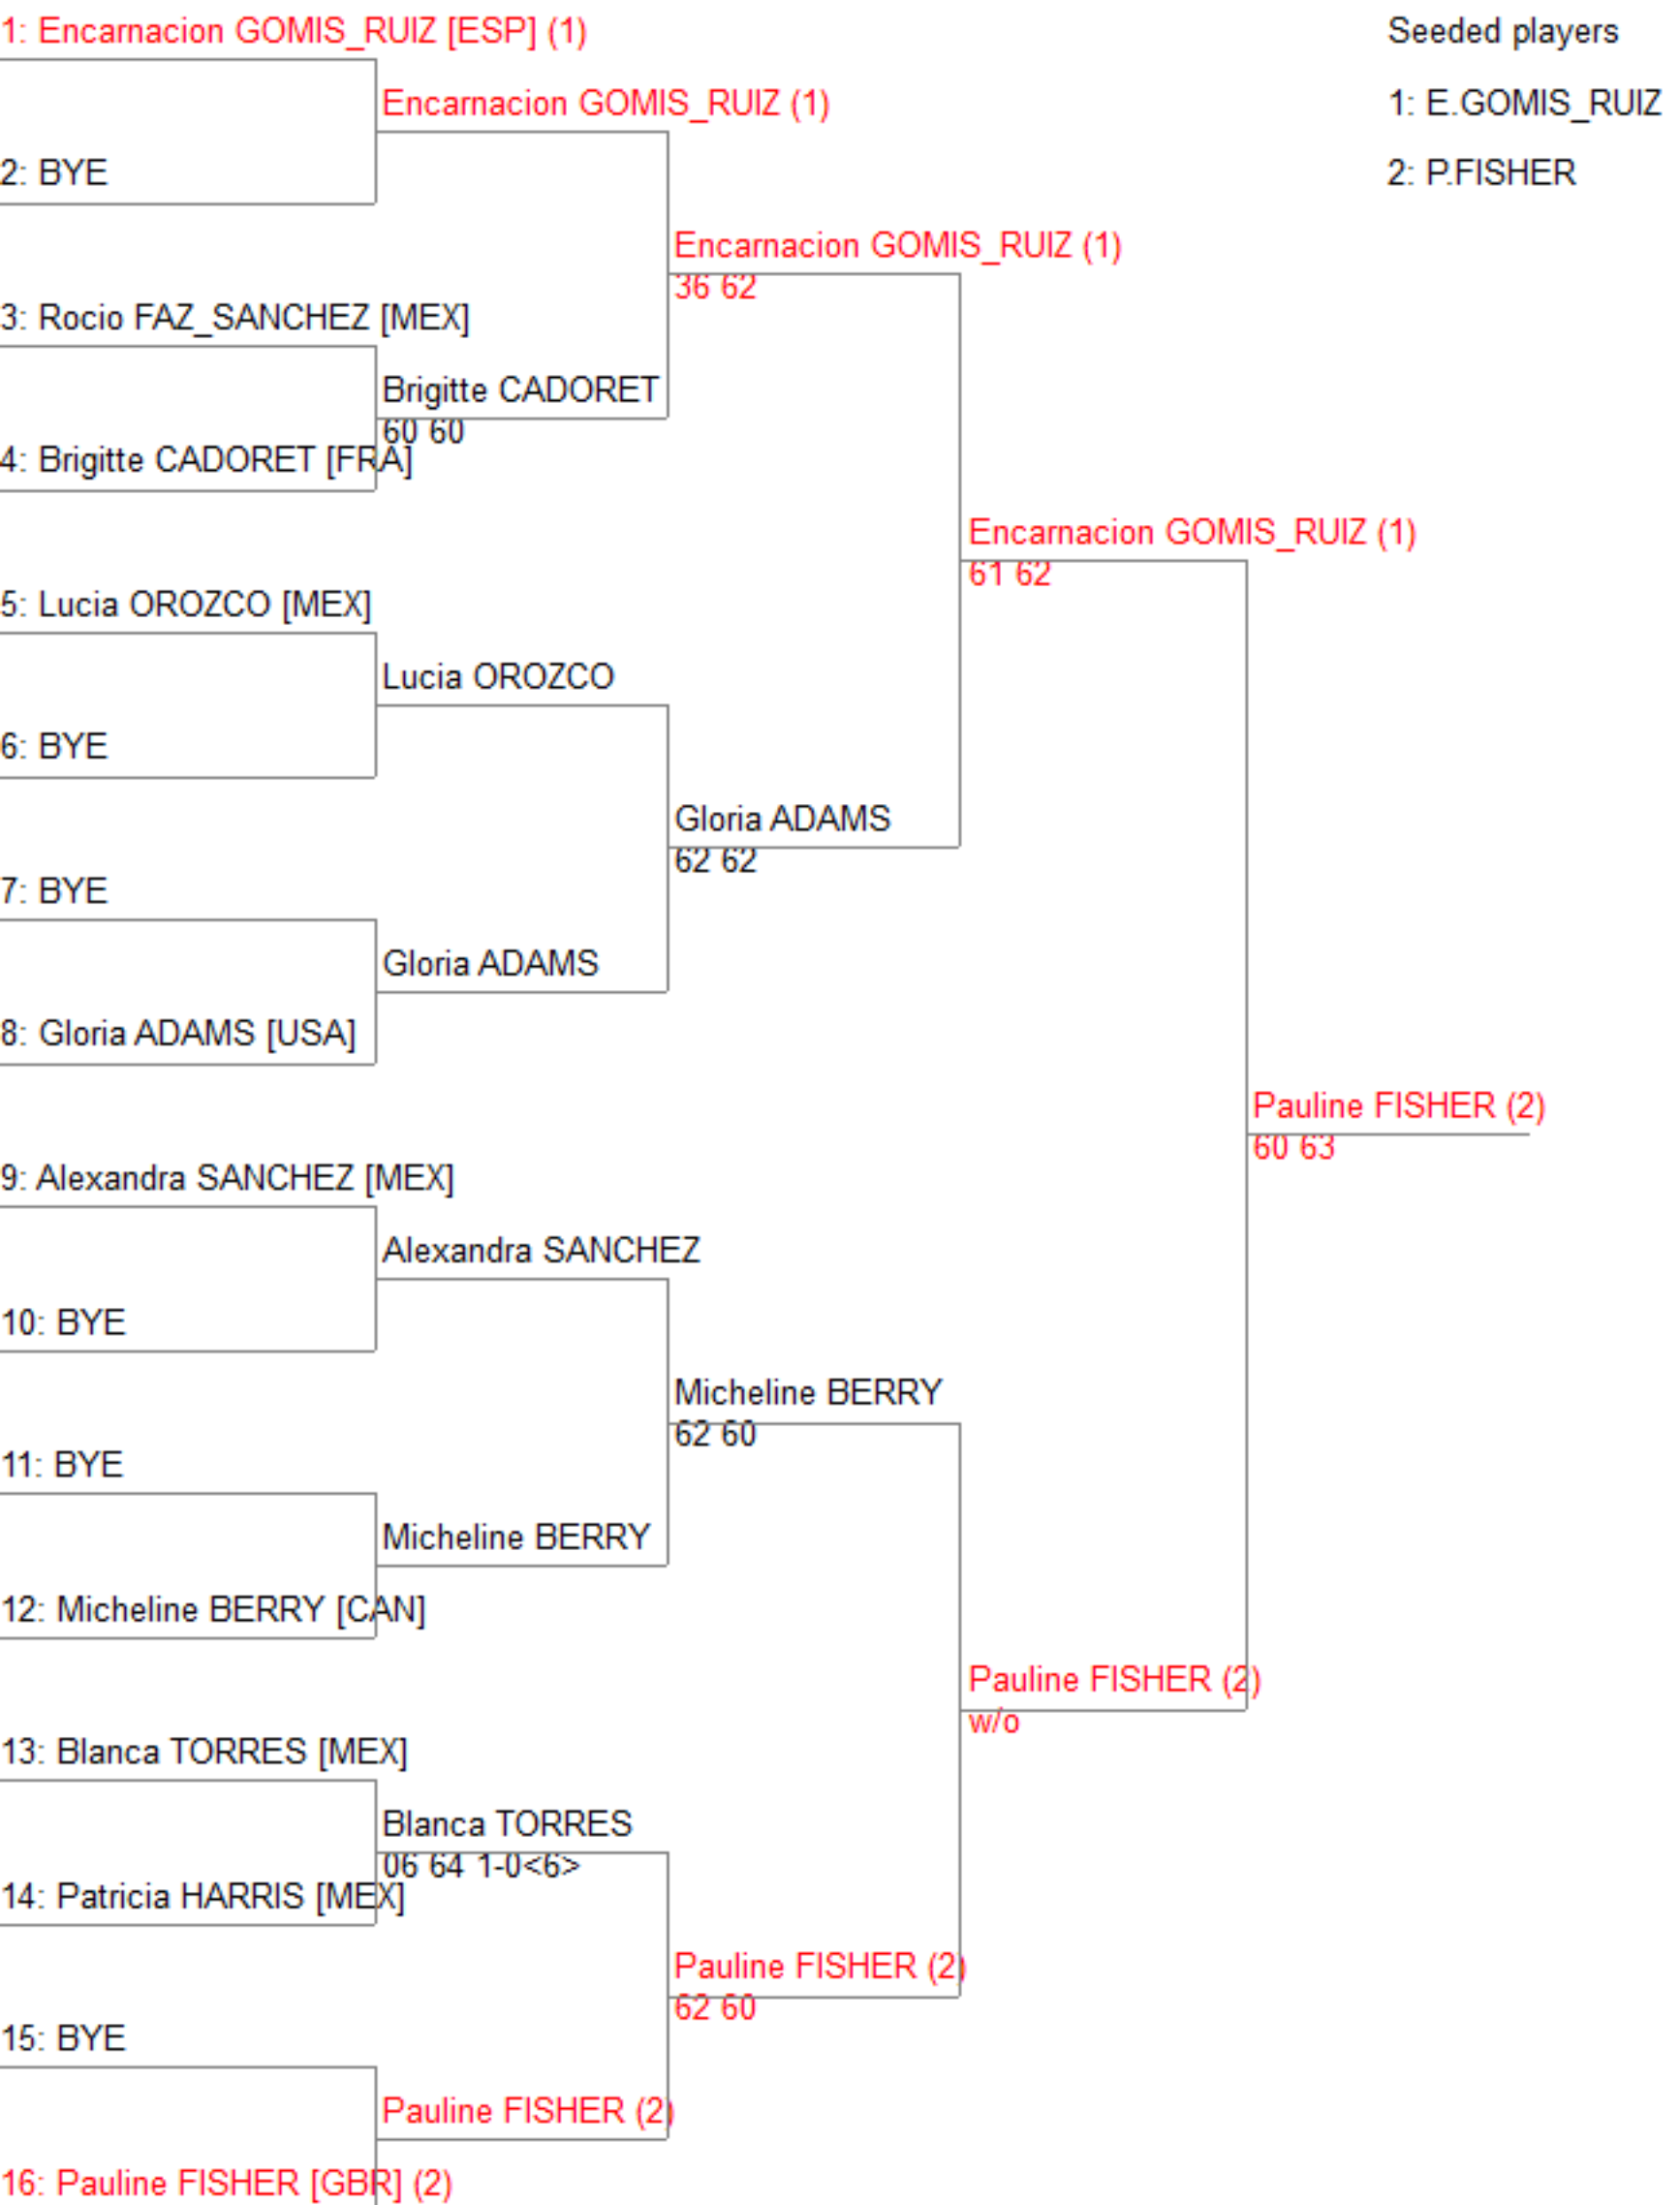 1: Encarnacion GOMIS_RUIZ [ESP] (1)
Seeded players
Encarnacion GOMIS_RUIZ (1)
1: E.GOMIS_RUIZ
2: BYE
2: P.FISHER
Encarnacion GOMIS_RUIZ (1)
36 62
3: Rocio FAZ_SANCHEZ [MEX]
Brigitte CADORET
60 60
4: Brigitte CADORET [FRA]
Encarnacion GOMIS_RUIZ (1)
61 62
5: Lucia OROZCO [MEX]
Lucia OROZCO
6: BYE
Gloria ADAMS
62 62
7: BYE
Gloria ADAMS
8: Gloria ADAMS [USA]
Pauline FISHER (2)
60 63
9: Alexandra SANCHEZ [MEX]
Alexandra SANCHEZ
10: BYE
Micheline BERRY
62 60
11: BYE
Micheline BERRY
12: Micheline BERRY [CAN]
Pauline FISHER (2)
w/o
13: Blanca TORRES [MEX]
Blanca TORRES
06 64 1-0<6>
14: Patricia HARRIS [MEX]
Pauline FISHER (2)
62 60
15: BYE
Pauline FISHER (2)
16: Pauline FISHER [GBR] (2)